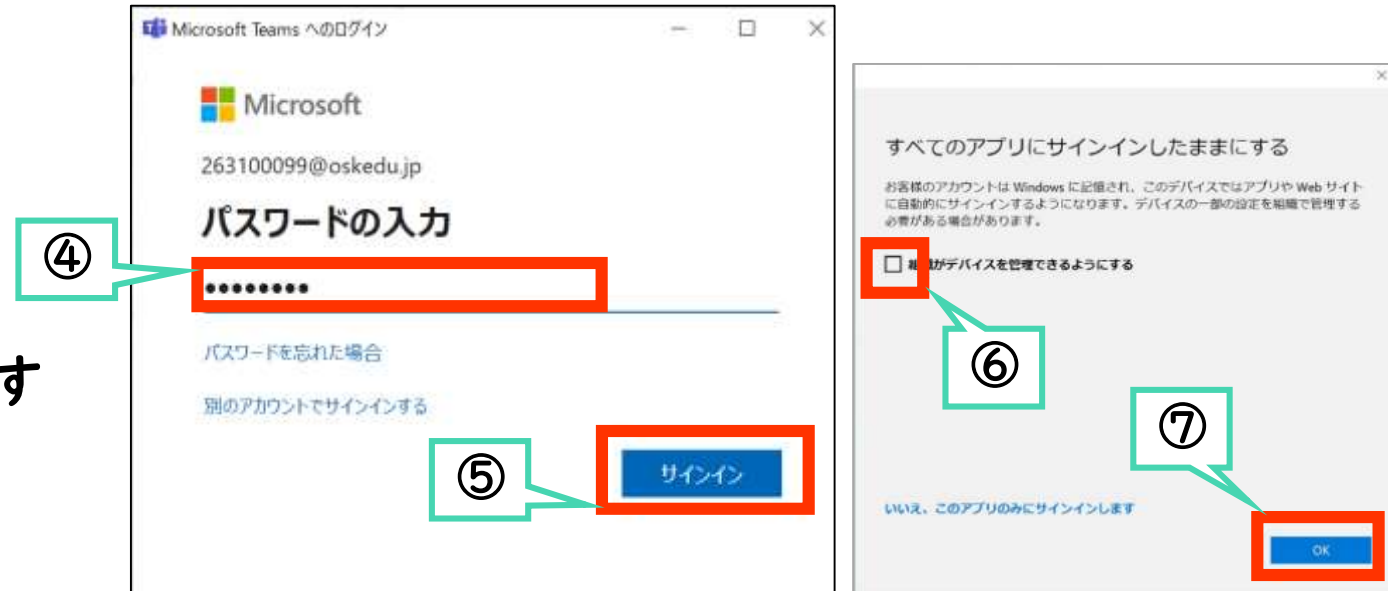 Microsoft Teams へのログイン
Microsoft
263100099@oskedu.jp
パスワードの入力
④
••••••••
す
パスワードを忘れた場合
別のアカウントでサインインする
⑤
サインイン
すべてのアプリにサインインしたままにする
お客様のアカウントは Windows に記憶され、このデバイスではアプリや Web サイト
に自動的にサインインするようになります。デバイスの一部の設定を組織で管理する
必要がある場合があります。
組織がデバイスを管理できるようにする
⑥
⑦
いいえ、このアプリのみにサインインします
OK